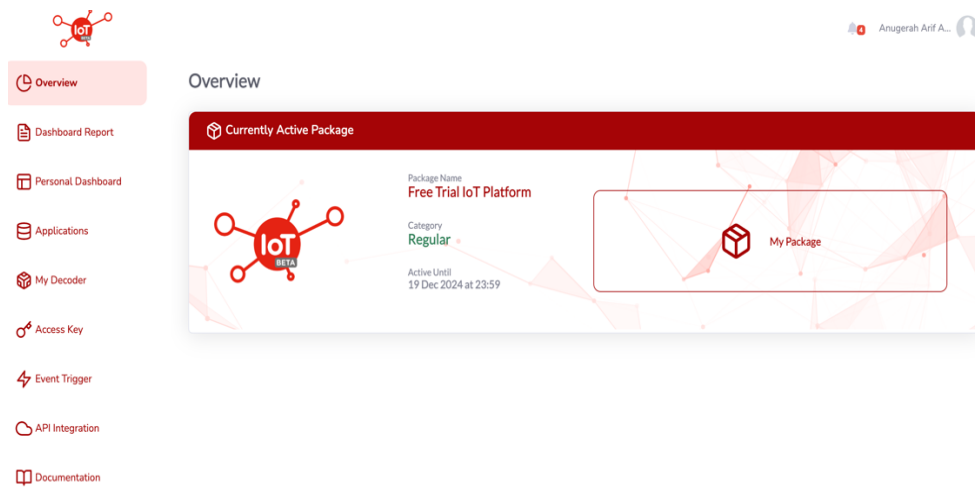 IoT
BETA
4
Anugerah Arif A...
Overview
Dashboard Report
Personal Dashboard
Applications
My Decoder
Access Key
Event Trigger
API Integration
Documentation
Overview
Currently Active Package
IoT
BETA
Package Name
Free Trial IoT Platform
Category
Regular
Active Until
19 Dec 2024 at 23:59
My Package